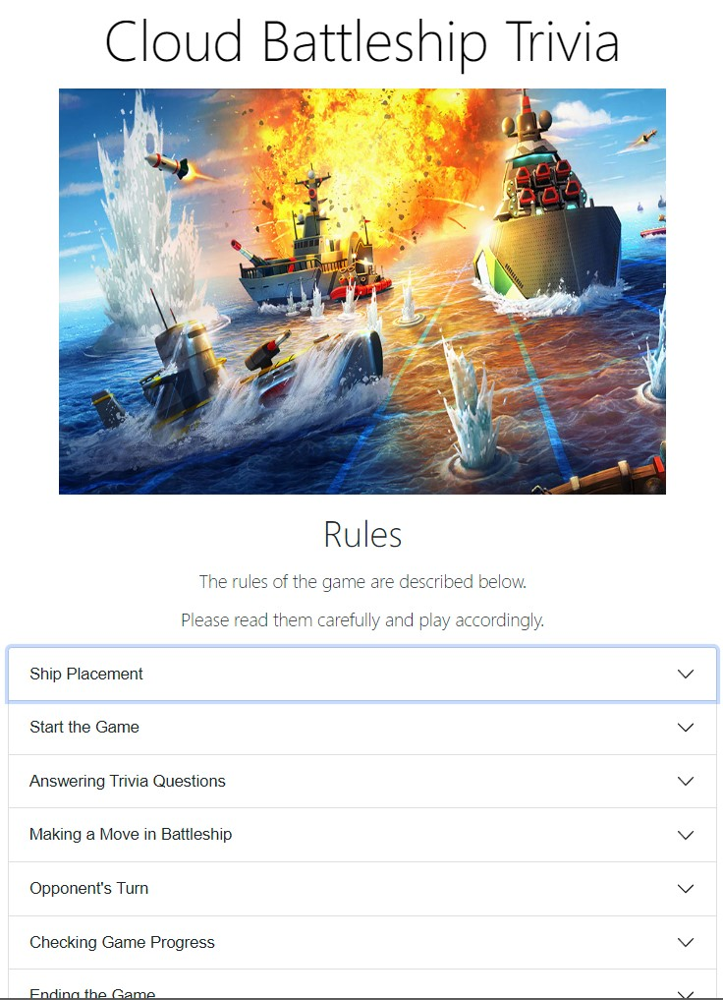 Cloud Battleship Trivia
Rules
The rules of the game are described below.
Please read them carefully and play accordingly.
Ship Placement
Start the Game
Answering Trivia Questions
Making a Move in Battleship
Opponent's Turn
Checking Game Progress
Ending the Game